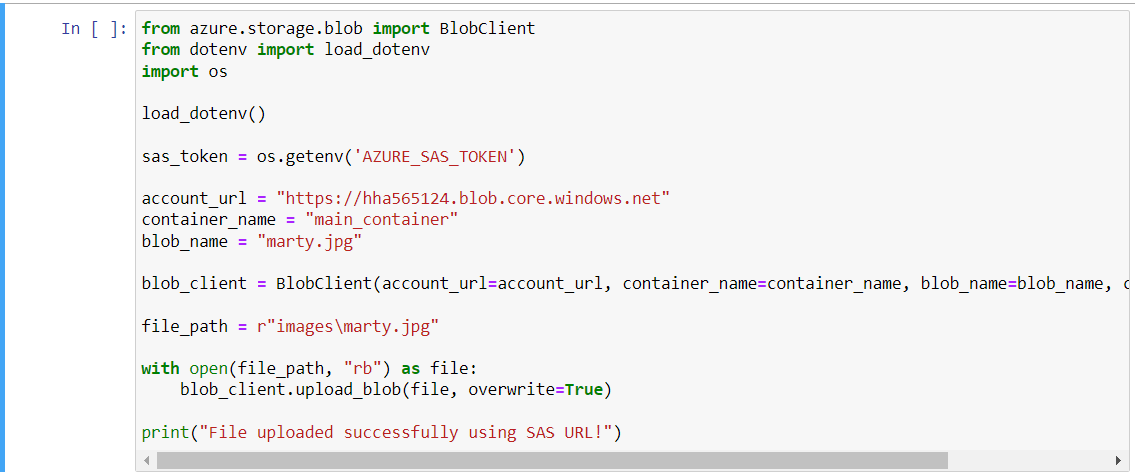 In [ ]: from azure.storage.blob import BlobClient
from dotenv import load_dotenv
import os
load_dotenv()
sas_token = os.getenv('AZURE_SAS_TOKEN')
account_url = "https://hha565124.blob.core.windows.net"
container_name = "main_container"
blob_name = "marty.jpg"
blob_client = BlobClient(account_url=account_url, container_name=container_name, blob_name=blob_name,
file_path = r"images\marty.jpg"
with open(file_path, "rb") as file:
    blob_client.upload_blob(file, overwrite=True)
print("File uploaded successfully using SAS URL!")